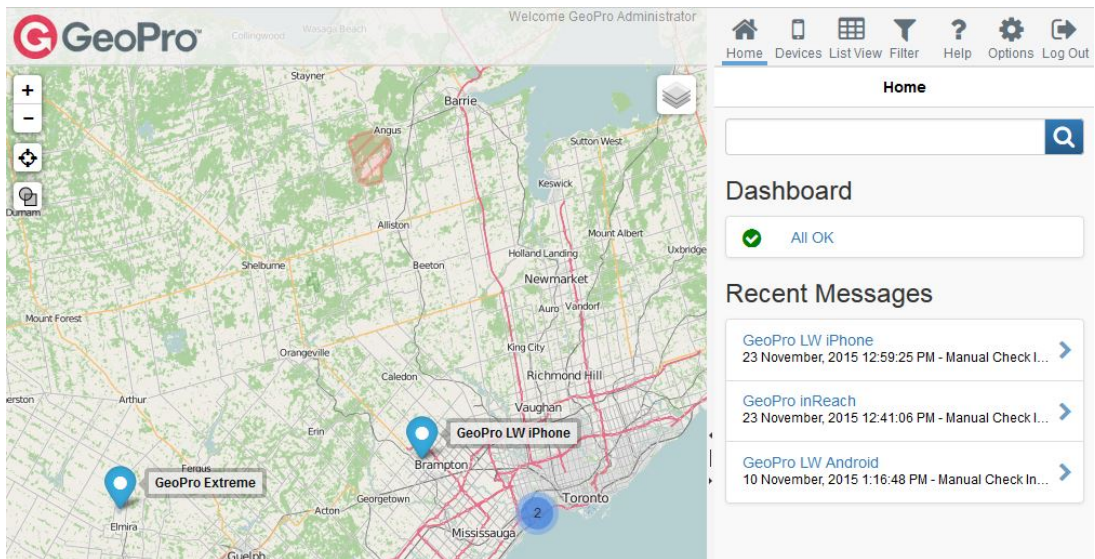 GeoPro™
Welcome GeoPro Administrator
Collingwood
Wasaga Beach
Stayner
Barrie
Angus
Sutton West
Keswick
Durham
Alliston
Mount Albert
Holland Landing
Uxbridge
Shelburne
Beeton
Newmarket
Auro
Vandorf
Mount Forest
King City
Orangeville
Richmond Hill
Caledon
Arthur
Vaughan
Erin
GeoPro LW iPhone
Brampton
Fergus
GeoPro Extreme
Georgetown
Toronto
Acton
2
Elmira
Mississauga
Guelph
Home
Devices
List View
Filter
Help
Options
Log Out
Home
Dashboard
All OK
Recent Messages
GeoPro LW iPhone
23 November, 2015 12:59:25 PM - Manual Check I...
GeoPro inReach
23 November, 2015 12:41:06 PM - Manual Check I...
GeoPro LW Android
10 November, 2015 1:16:48 PM - Manual Check In...